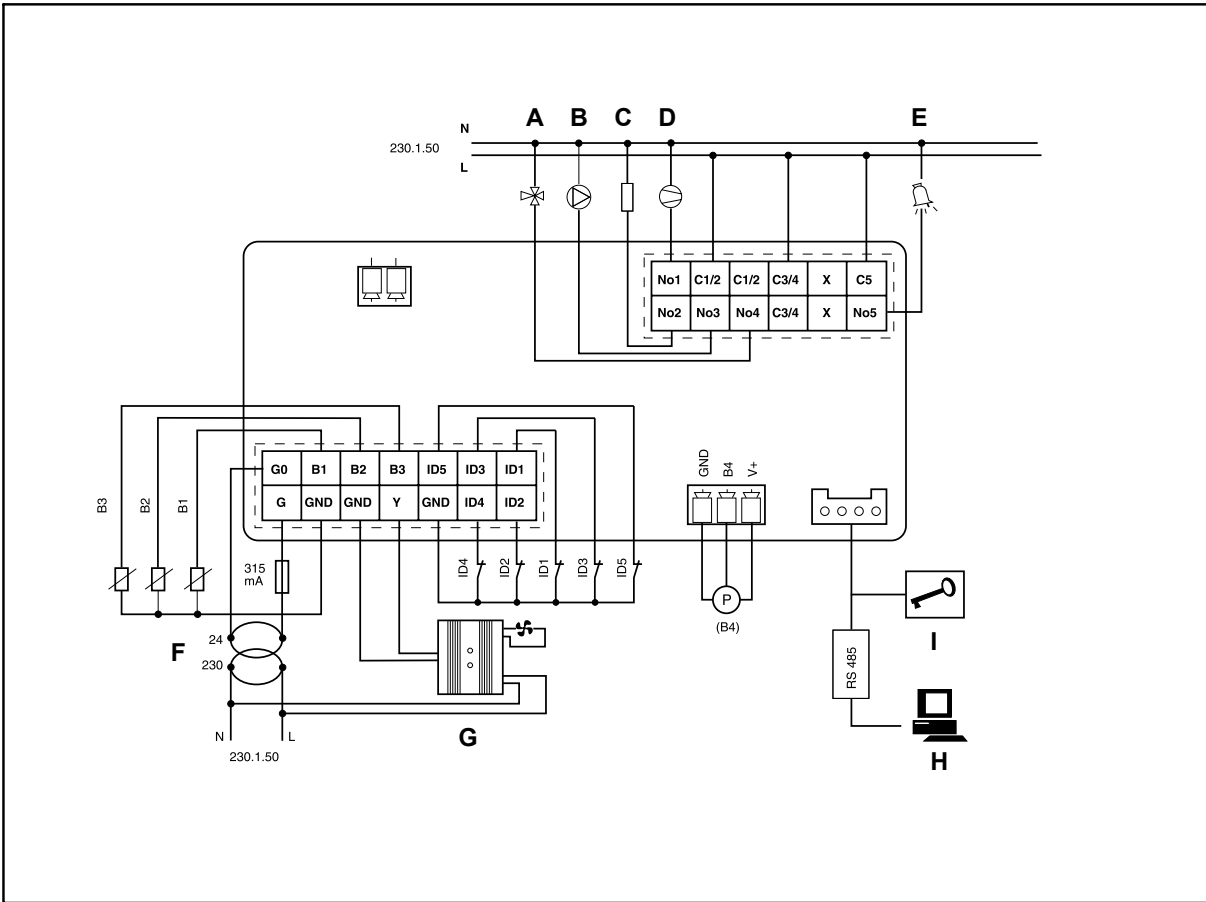 A B C D E
N
230.1.50
L
No1 C1/2 C1/2 C3/4 X C5
No2 No3 No4 C3/4 X No5
B3 B2 B1
G0 B1 B2 B3 ID5 ID3 ID1
G GND GND Y GND ID4 ID2
GND B4 V+
315
mA
ID4 ID2 ID1 ID3 ID5
P
(B4)
F
24
230
I
RS 485
G
N L
230.1.50
H